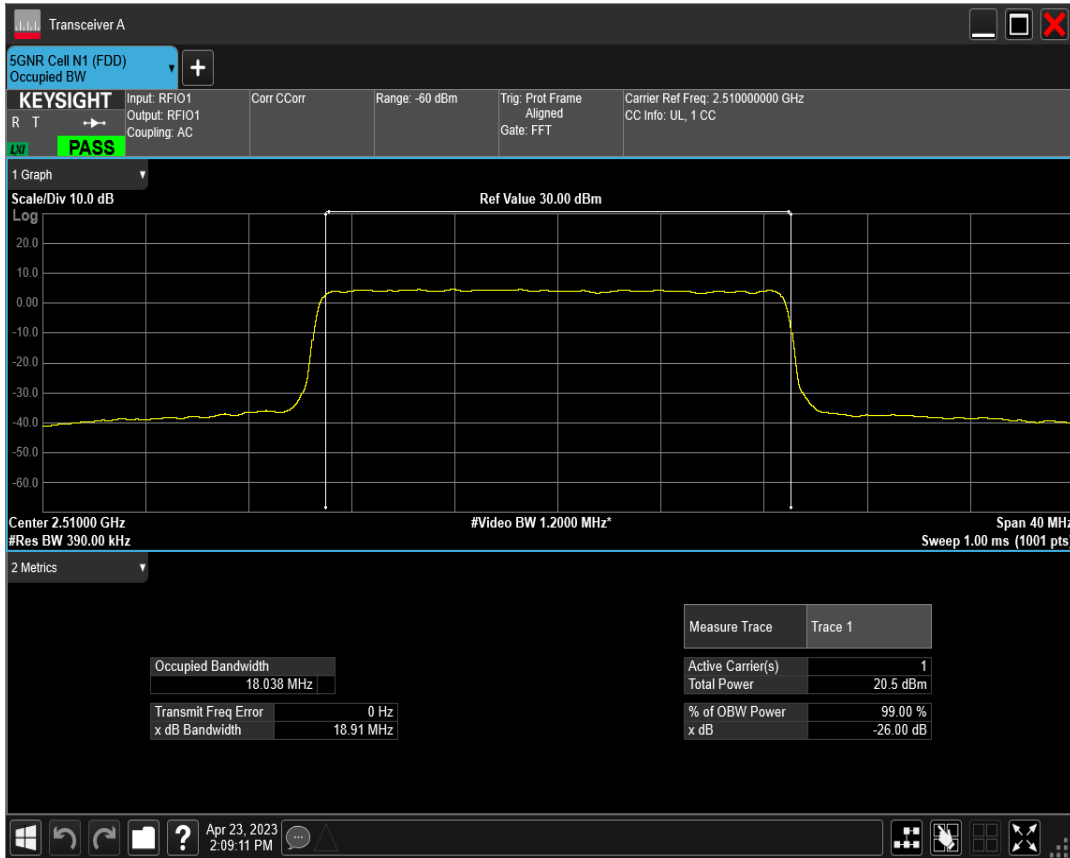 Transceiver A
5GNR Cell N1 (FDD)
Occupied BW
+
KEYSIGHT
R T
LXI
PASS
Input: RFIO1
Output: RFIO1
Coupling: AC
Corr CCorr
Range: -60 dBm
Trig: Prot Frame
Aligned
Gate: FFT
Carrier Ref Freq: 2.510000000 GHz
CC Info: UL, 1 CC
1 Graph
Scale/Div 10.0 dB
Ref Value 30.00 dBm
Log
20.0
10.0
0.00
-10.0
-20.0
-30.0
-40.0
-50.0
-60.0
Center 2.51000 GHz
#Video BW 1.2000 MHz*
Span 40 MHz
#Res BW 390.00 kHz
Sweep 1.00 ms (1001 pts)
2 Metrics
Measure Trace Trace 1
Occupied Bandwidth
18.038 MHz
Transmit Freq Error 0 Hz
x dB Bandwidth 18.91 MHz
Active Carrier(s) 1
Total Power 20.5 dBm
% of OBW Power 99.00 %
x dB -26.00 dB
?
Apr 23, 2023
2:09:11 PM